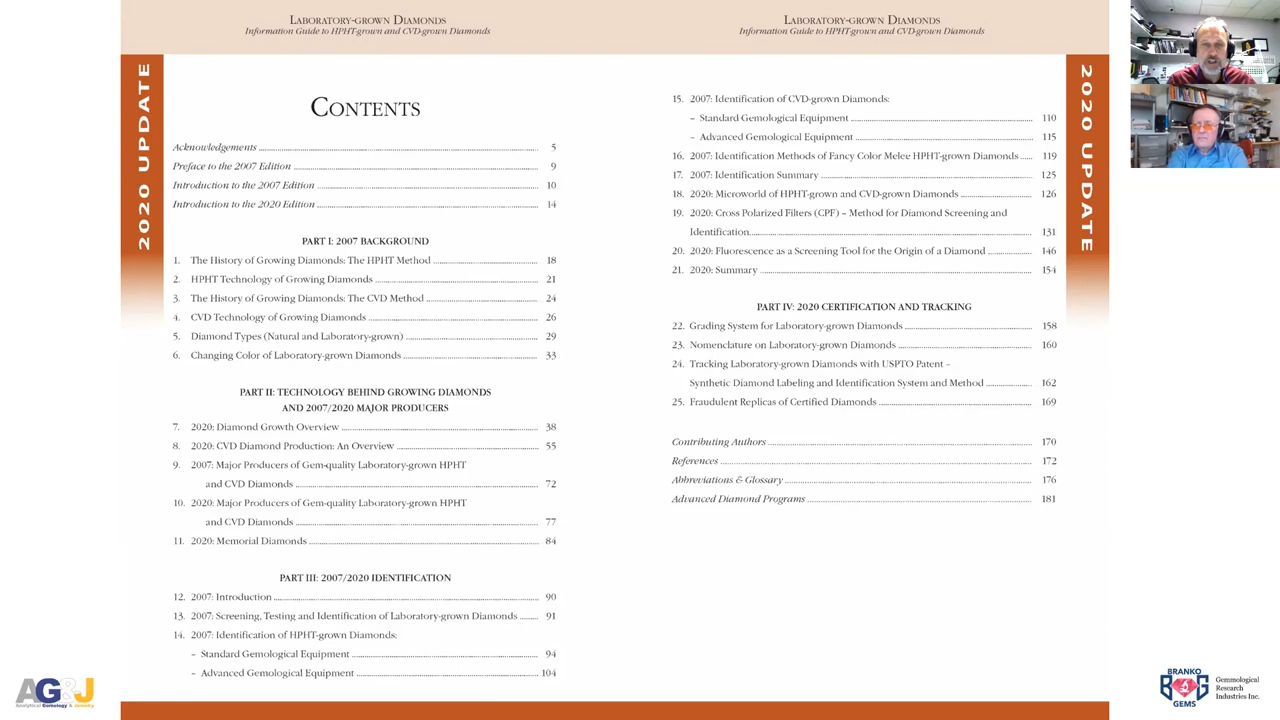 LABORATORY-GROWN DIAMONDS
Information Guide to HPHT-grown and CVD-grown Diamonds
2020 UPDATE
CONTENTS
Acknowledgements 5
Preface to the 2007 Edition 9
Introduction to the 2007 Edition 10
Introduction to the 2020 Edition 14
PART I: 2007 BACKGROUND
1. The History of Growing Diamonds: The HPHT Method 18
2. HPHT Technology of Growing Diamonds 21
3. The History of Growing Diamonds: The CVD Method 24
4. CVD Technology of Growing Diamonds 26
5. Diamond Types (Natural and Laboratory-grown) 29
6. Changing Color of Laboratory-grown Diamonds 33
PART II: TECHNOLOGY BEHIND GROWING DIAMONDS
AND 2007/2020 MAJOR PRODUCERS
7. 2020: Diamond Growth Overview 38
8. 2020: CVD Diamond Production: An Overview 55
9. 2007: Major Producers of Gem-quality Laboratory-grown HPHT
and CVD Diamonds 72
10. 2020: Major Producers of Gem-quality Laboratory-grown HPHT
and CVD Diamonds 77
11. 2020: Memorial Diamonds 84
PART III: 2007/2020 IDENTIFICATION
12. 2007: Introduction 90
13. 2007: Screening, Testing and Identification of Laboratory-grown Diamonds 91
14. 2007: Identification of HPHT-grown Diamonds:
– Standard Gemological Equipment 94
– Advanced Gemological Equipment 104
LABORATORY-GROWN DIAMONDS
Information Guide to HPHT-grown and CVD-grown Diamonds
2020 UPDATE
15. 2007: Identification of CVD-grown Diamonds:
– Standard Gemological Equipment 110
– Advanced Gemological Equipment 115
16. 2007: Identification Methods of Fancy Color Melee HPHT-grown Diamonds 119
17. 2007: Identification Summary 125
18. 2020: Microworld of HPHT-grown and CVD-grown Diamonds 126
19. 2020: Cross Polarized Filters (CPF) – Method for Diamond Screening and
Identification 131
20. 2020: Fluorescence as a Screening Tool for the Origin of a Diamond 146
21. 2020: Summary 154
PART IV: 2020 CERTIFICATION AND TRACKING
22. Grading System for Laboratory-grown Diamonds 158
23. Nomenclature on Laboratory-grown Diamonds 160
24. Tracking Laboratory-grown Diamonds with USPTO Patent –
Synthetic Diamond Labeling and Identification System and Method 162
25. Fraudulent Replicas of Certified Diamonds 169
Contributing Authors 170
References 172
Abbreviations & Glossary 176
Advanced Diamond Programs 181
AG&J
Analytical Gemology & Jewelry
BRANKO
GEMS
Gemmological
Research
Industries Inc.